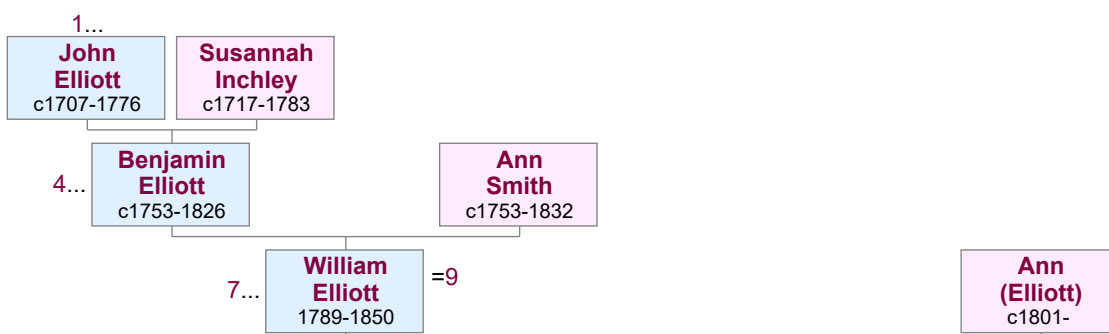 1...
John
Elliott
c1707-1776
Susannah
Inchley
c1717-1783
4...
Benjamin
Elliott
c1753-1826
Ann
Smith
c1753-1832
7...
William
Elliott
1789-1850
=9
Ann
(Elliott)
c1801-